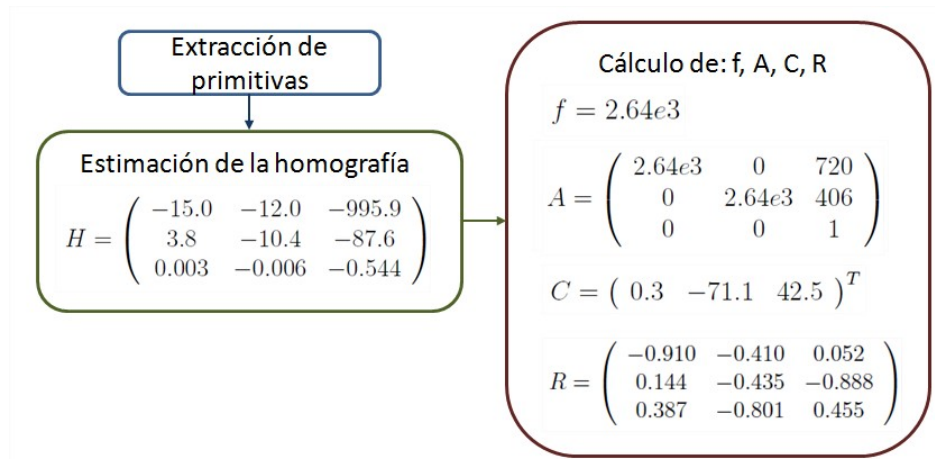 Extracción de
primitivas
Estimación de la homografía
H = ( −15.0 −12.0 −995.9
3.8 −10.4 −87.6
0.003 −0.006 −0.544 )
Cálculo de: f, A, C, R
f = 2.64e3
A = ( 2.64e3 0 720
0 2.64e3 406
0 0 1 )
C = ( 0.3 −71.1 42.5 )^T
R = ( −0.910 −0.410 0.052
0.144 −0.435 −0.888
0.387 −0.801 0.455 )